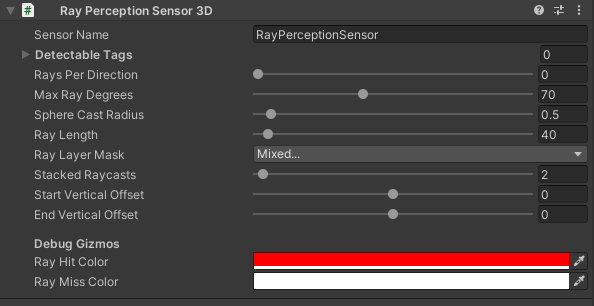 # Ray Perception Sensor 3D
Sensor Name RayPerceptionSensor
Detectable Tags 0
Rays Per Direction 0
Max Ray Degrees 70
Sphere Cast Radius 0.5
Ray Length 40
Ray Layer Mask Mixed...
Stacked Raycasts 2
Start Vertical Offset 0
End Vertical Offset 0
Debug Gizmos
Ray Hit Color
Ray Miss Color